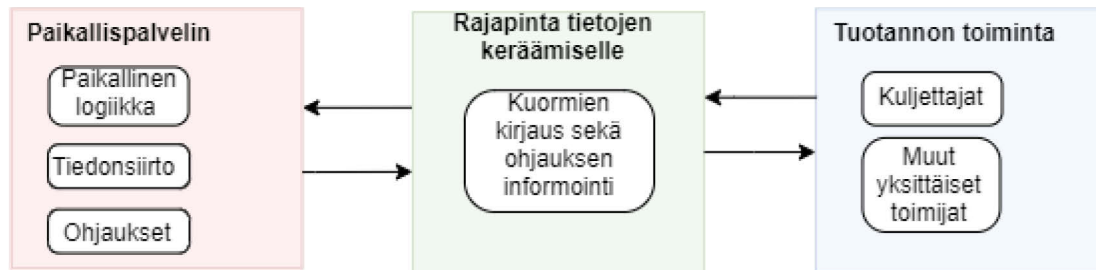 Paikallispalvelin
Paikallinen
logiikka
Tiedonsiirto
Ohjaukset
Rajapinta tietojen
keräämiselle
Kuormien
kirjaus sekä
ohjauksen
informointi
Tuotannon toiminta
Kuljettajat
Muut
yksittäiset
toimijat